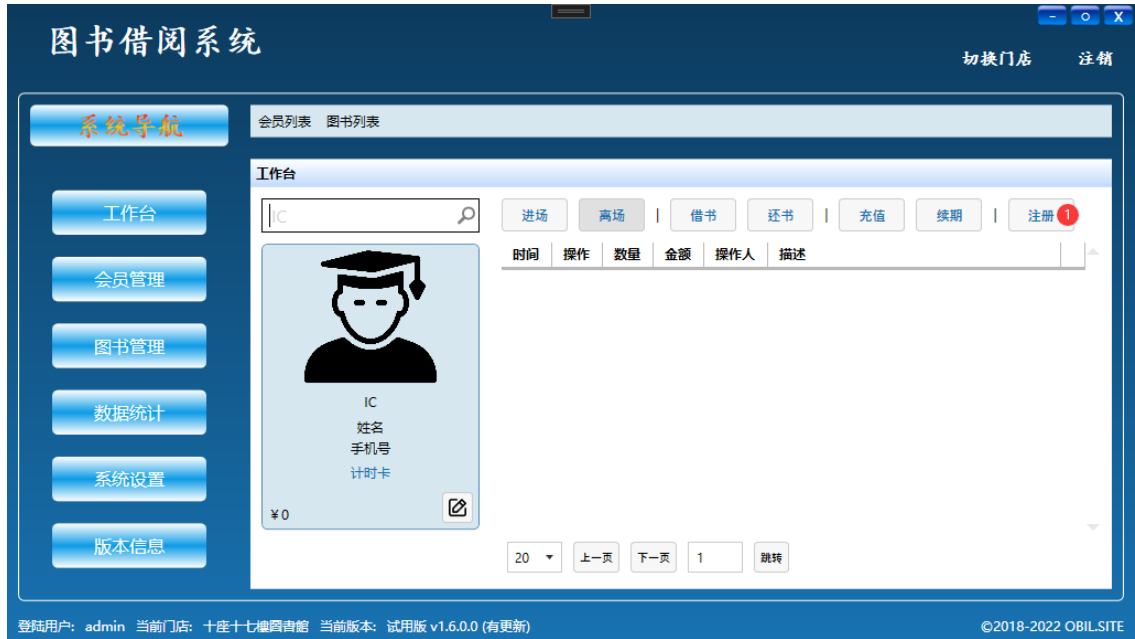 - o X
图书借阅系统
切换门店 注销
系统导航
会员列表 图书列表
工作台
工作台
会员管理
图书管理
数据统计
系统设置
版本信息
IC
进场 离场 | 借书 还书 | 充值 续期 | 注册 1
时间 操作 数量 金额 操作人 描述
IC
姓名
手机号
计时卡
¥0
20 上一页 下一页 1 跳转
登陆用户: admin 当前门店: 十座十七樓圕書館 当前版本: 试用版 v1.6.0.0 (有更新) ©2018-2022 OBIL.SITE